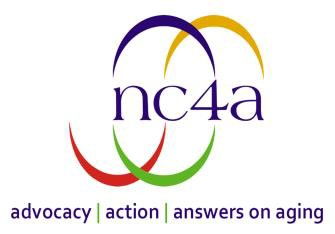 nc4a
advocacy | action | answers on aging